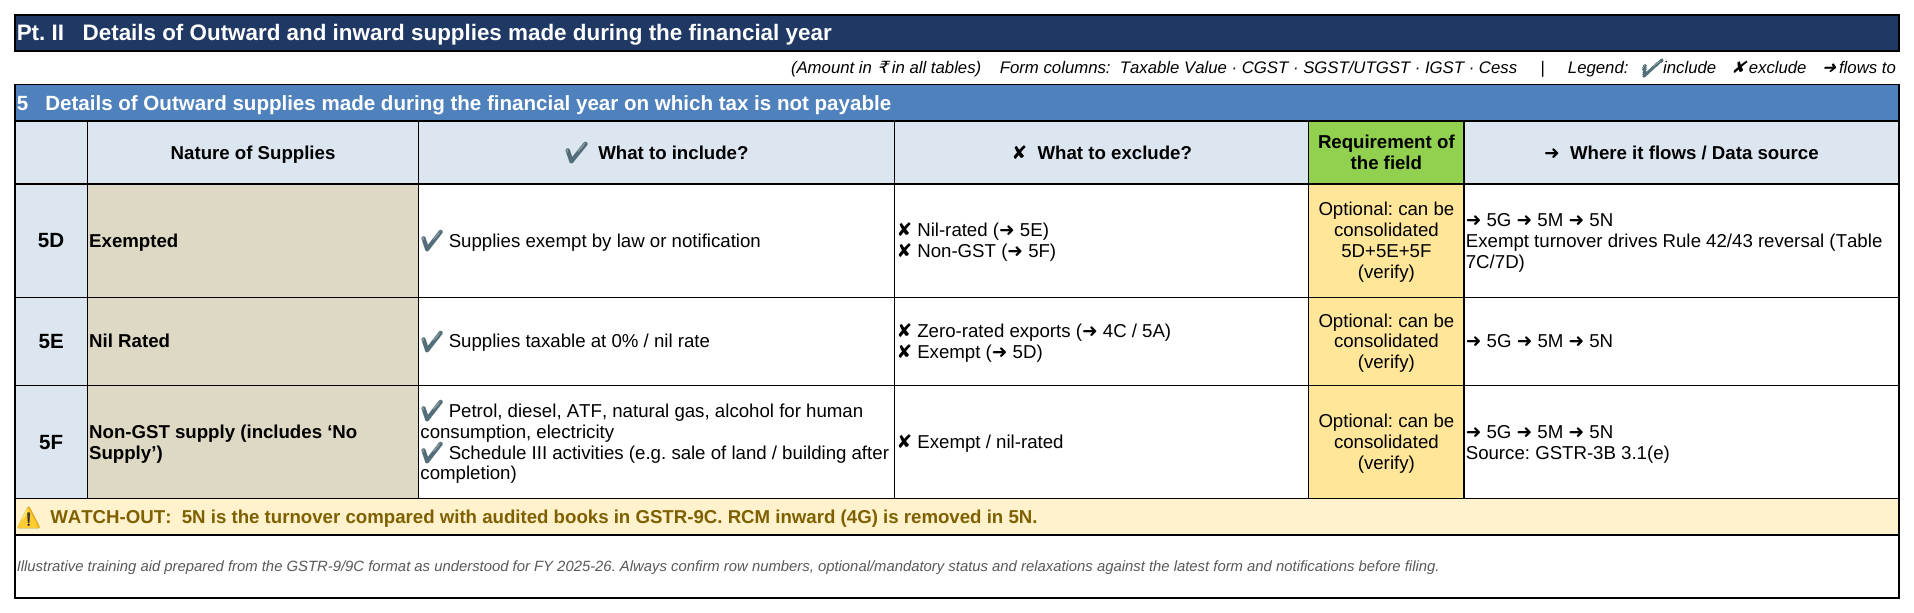 Pt. II   Details of Outward and inward supplies made during the financial year
(Amount in ₹ in all tables)   Form columns:  Taxable Value · CGST · SGST/UTGST · IGST · Cess   |   Legend:   ✔include   ✘exclude   ➜flows to
5   Details of Outward supplies made during the financial year on which tax is not payable
Nature of Supplies
✔ What to include?
✘ What to exclude?
Requirement of
the field
➜ Where it flows / Data source
5D
Exempted
✔ Supplies exempt by law or notification
✘ Nil-rated (➜ 5E)
✘ Non-GST (➜ 5F)
Optional: can be
consolidated
5D+5E+5F
(verify)
➜ 5G ➜ 5M ➜ 5N
Exempt turnover drives Rule 42/43 reversal (Table
7C/7D)
5E
Nil Rated
✔ Supplies taxable at 0% / nil rate
✘ Zero-rated exports (➜ 4C / 5A)
✘ Exempt (➜ 5D)
Optional: can be
consolidated
(verify)
➜ 5G ➜ 5M ➜ 5N
5F
Non-GST supply (includes ‘No
Supply’)
✔ Petrol, diesel, ATF, natural gas, alcohol for human
consumption, electricity
✔ Schedule III activities (e.g. sale of land / building after
completion)
✘ Exempt / nil-rated
Optional: can be
consolidated
(verify)
➜ 5G ➜ 5M ➜ 5N
Source: GSTR-3B 3.1(e)
⚠ WATCH-OUT:  5N is the turnover compared with audited books in GSTR-9C. RCM inward (4G) is removed in 5N.
Illustrative training aid prepared from the GSTR-9/9C format as understood for FY 2025-26. Always confirm row numbers, optional/mandatory status and relaxations against the latest form and notifications before filing.